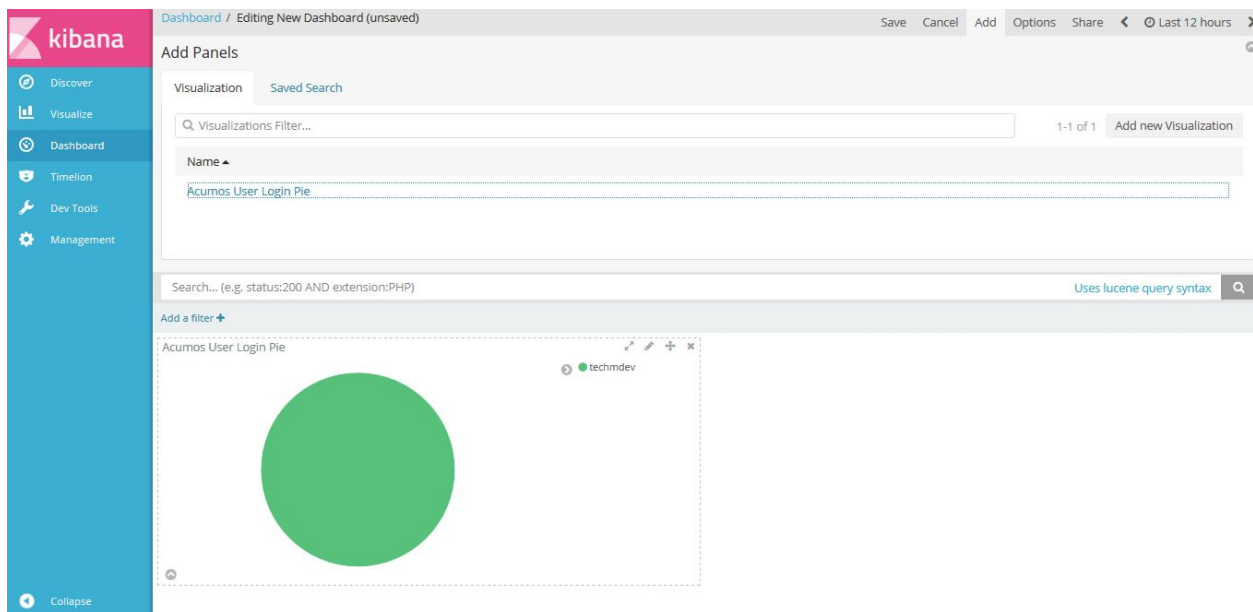 kibana
Discover
Visualize
Dashboard
Timelion
Dev Tools
Management
Collapse
Dashboard / Editing New Dashboard (unsaved)
Save Cancel Add Options Share Last 12 hours
Add Panels
Visualization Saved Search
Visualizations Filter... 1-1 of 1 Add new Visualization
Name
Acumos User Login Pie
Search... (e.g. status:200 AND extension:PHP) Uses lucene query syntax
Add a filter +
Acumos User Login Pie
techmdev